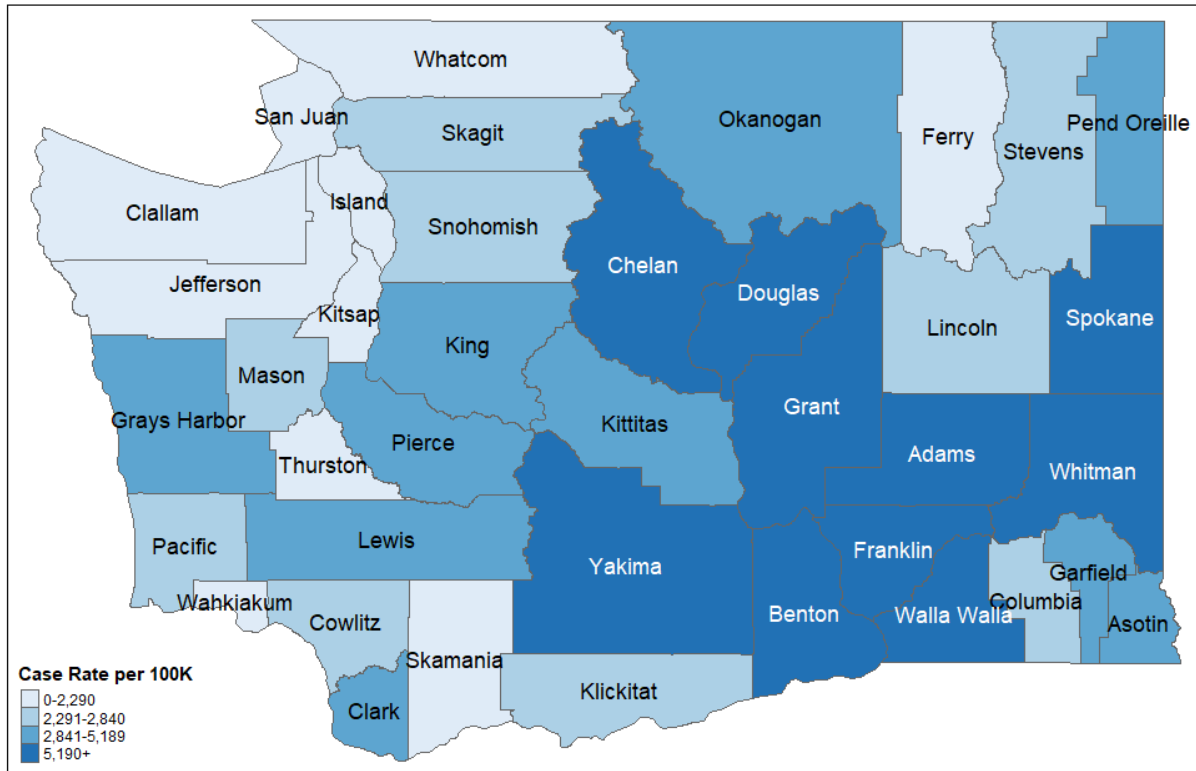 Whatcom
San Juan
Skagit
Okanogan
Ferry
Pend Oreille
Stevens
Island
Clallam
Snohomish
Chelan
Jefferson
Douglas
Kitsap
Lincoln
Spokane
King
Mason
Grant
Grays Harbor
Kittitas
Pierce
Adams
Thurston
Whitman
Lewis
Pacific
Franklin
Yakima
Garfield
Wahkiakum
Columbia
Cowlitz
Benton
Walla Walla
Asotin
Skamania
Klickitat
Clark
Case Rate per 100K
0-2,290
2,291-2,840
2,841-5,189
5,190+